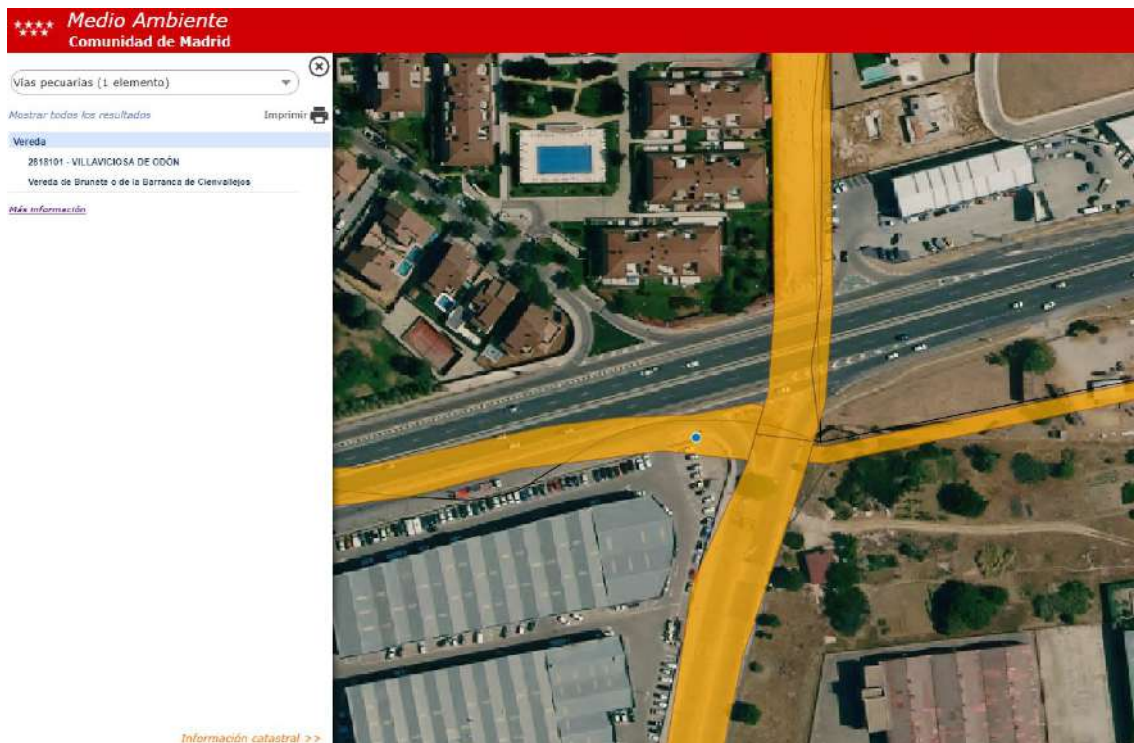 Medio Ambiente
Comunidad de Madrid
Vías pecuarias (1 elemento)
Mostrar todos los resultados
Imprimir
Vereda
2818101 - VILLAVICIOSA DE ODÓN
Vereda de Brunete o de la Barranca de Cienvallejos
Más información
Información catastral >>